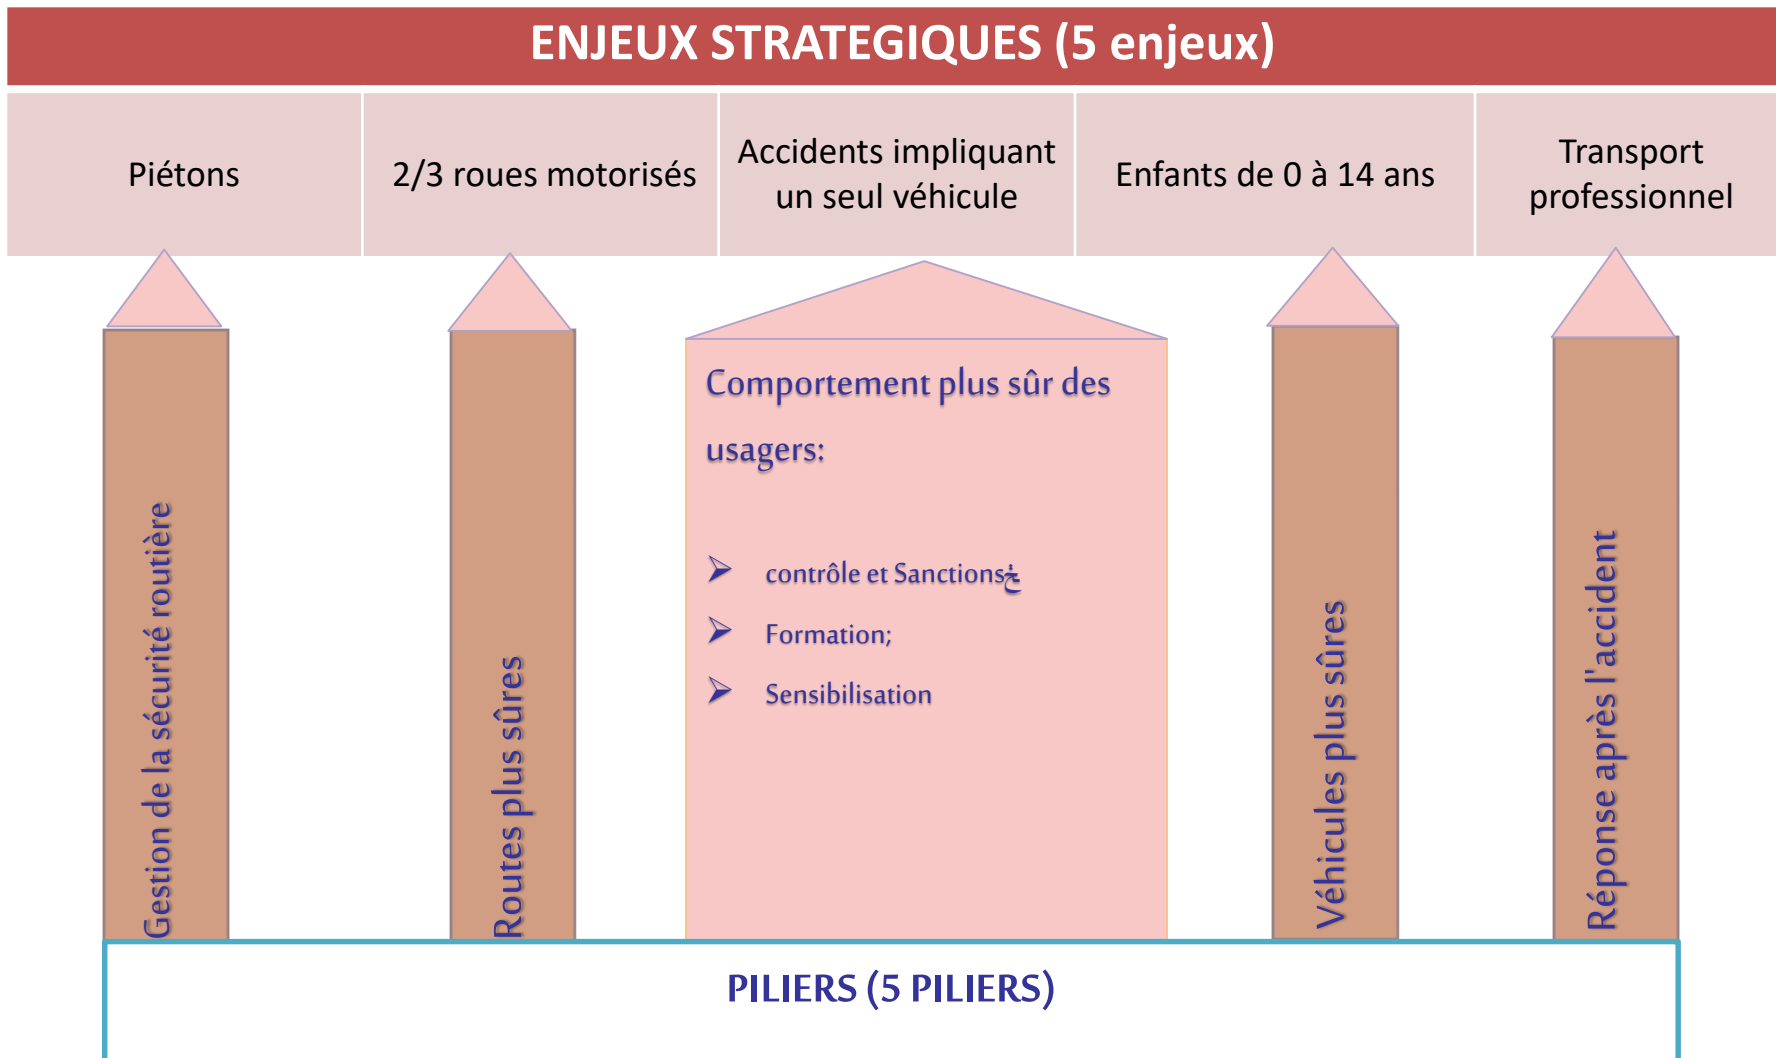 ENJEUX STRATEGIQUES (5 enjeux)
Piétons
2/3 roues motorisés
Accidents impliquant
un seul véhicule
Enfants de 0 à 14 ans
Transport
professionnel
Gestion de la sécurité routière
Routes plus sûres
Comportement plus sûr des
usagers:
➢ contrôle et Sanctionsخ
➢ Formation;
➢ Sensibilisation
Véhicules plus sûres
Réponse après l'accident
PILIERS (5 PILIERS)